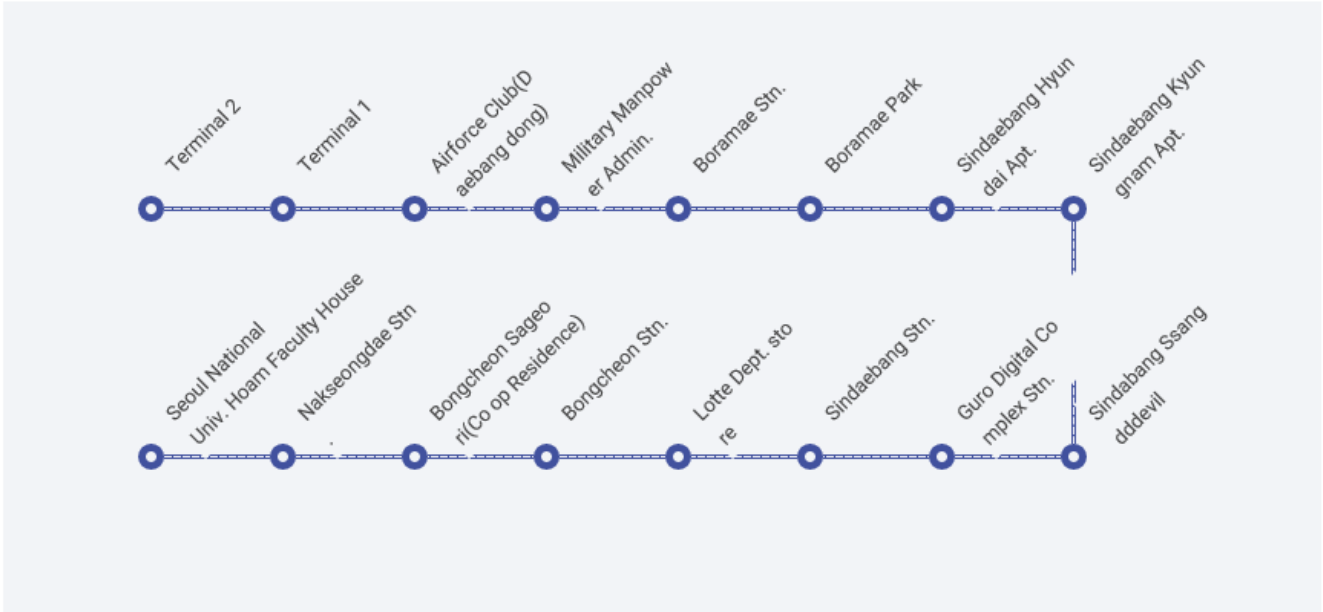 Terminal 2
Terminal 1
Airforce Club(D
aebang dong)
Military Manpow
er Admin.
Boramae Stn.
Boramae Park
Sindaebang Hyun
dai Apt.
Sindaebang Kyun
gnam Apt.
Seoul National
Univ. Hoam Faculty House
Nakseongdae Stn
.
Bongcheon Sageo
ri(Co op Residence)
Bongcheon Stn.
Lotte Dept. sto
re
Sindaebang Stn.
Guro Digital Co
mplex Stn.
Sindabang Ssang
dddevil